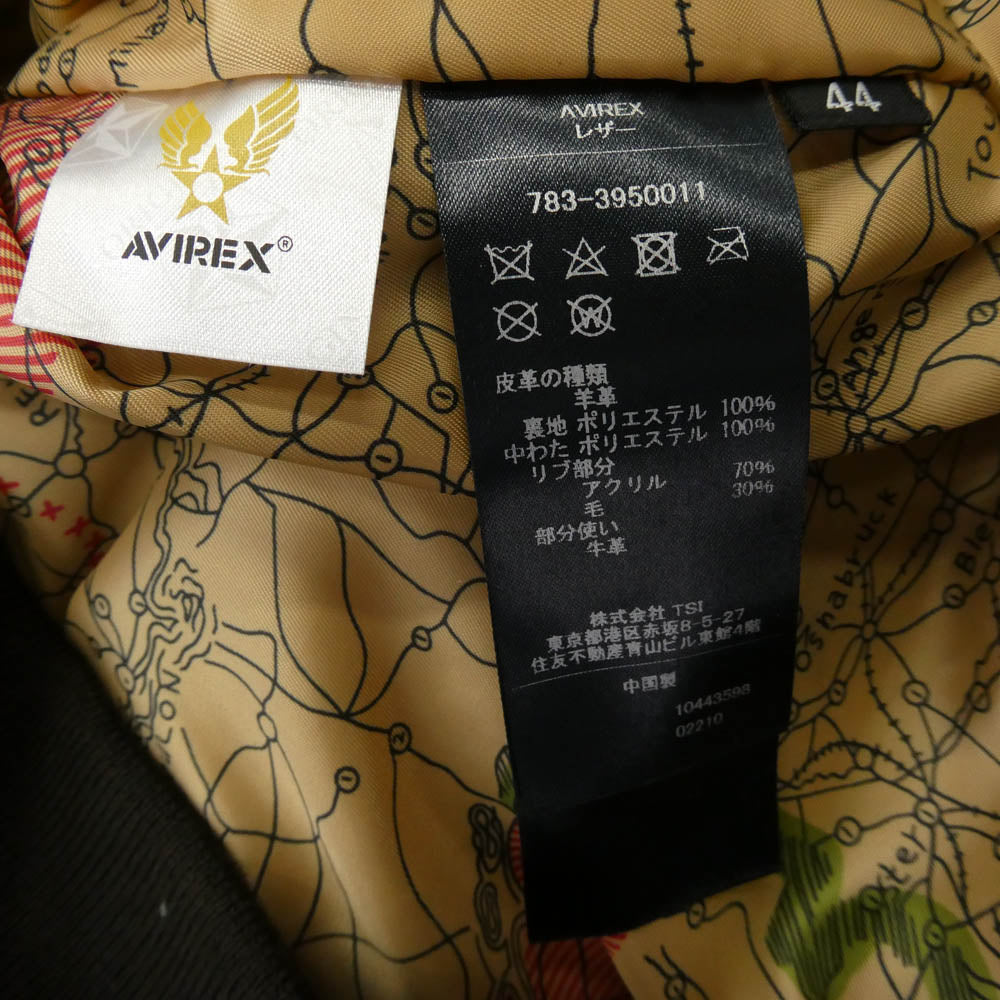 AVIREX®
44
AVIREX
レザー
783-3950011
W
皮革の種類
羊革
裏地 ポリエステル 100%
中わた ポリエステル 100%
リブ部分
アクリル 70%
毛 30%
部分使い
牛革
株式会社 TSI
東京都港区赤坂8-5-27
住友不動産青山ビル東館4階
中国製
10443598
02210
Oshabruck